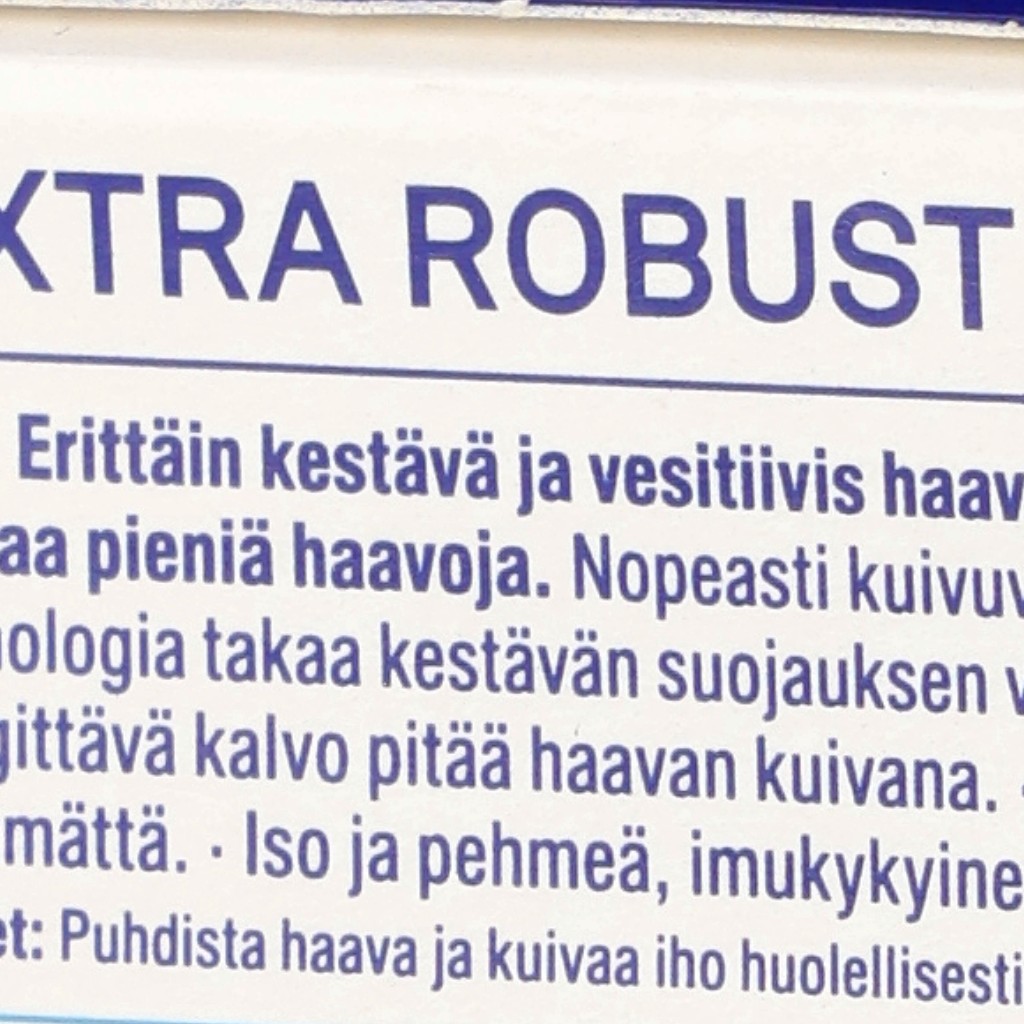 XTRA ROBUST
Erittäin kestävä ja vesitiivis haav
aa pieniä haavoja. Nopeasti kuivuv
ologia takaa kestävän suojauksen v
gittävä kalvo pitää haavan kuivana. ·
mättä. · Iso ja pehmeä, imukykyine
et: Puhdista haava ja kuivaa iho huolellisesti